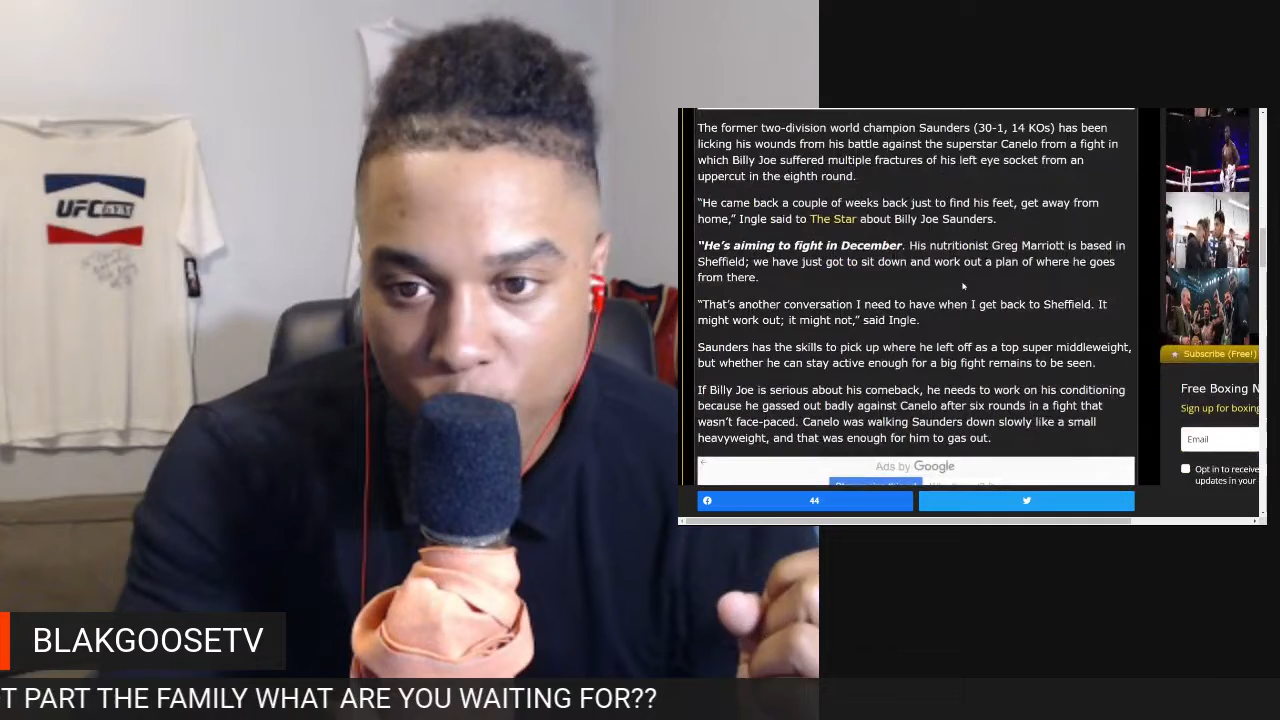 UFC
The former two-division world champion Saunders (30-1, 14 KOs) has been
licking his wounds from his battle against the superstar Canelo from a fight in
which Billy Joe suffered multiple fractures of his left eye socket from an
uppercut in the eighth round.
“He came back a couple of weeks back just to find his feet, get away from
home,” Ingle said to The Star about Billy Joe Saunders.
“He’s aiming to fight in December. His nutritionist Greg Marriott is based in
Sheffield; we have just got to sit down and work out a plan of where he goes
from there.
“That’s another conversation I need to have when I get back to Sheffield. It
might work out; it might not,” said Ingle.
Saunders has the skills to pick up where he left off as a top super middleweight,
but whether he can stay active enough for a big fight remains to be seen.
If Billy Joe is serious about his comeback, he needs to work on his conditioning
because he gassed out badly against Canelo after six rounds in a fight that
wasn’t face-paced. Canelo was walking Saunders down slowly like a small
heavyweight, and that was enough for him to gas out.
Ads by Google
44
Subscribe (Free!)
Free Boxing N
Sign up for boxing
Email
Opt in to receive
updates in your
BLAKGOOSETV
T PART THE FAMILY WHAT ARE YOU WAITING FOR??